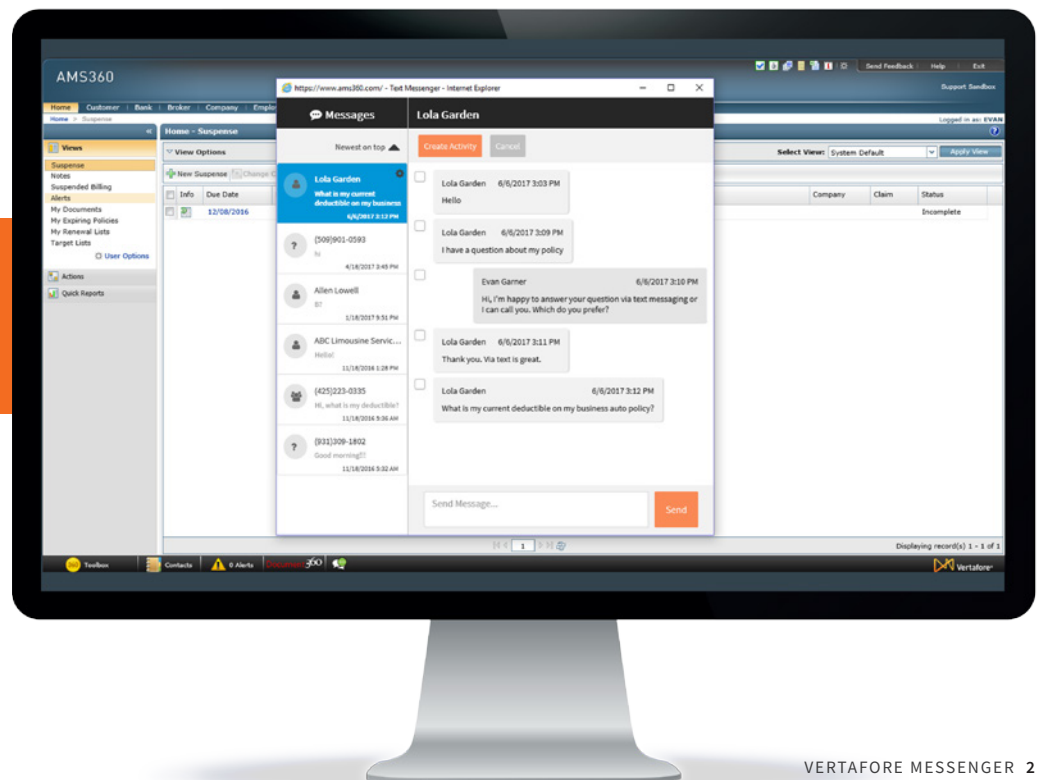 AMS360
Send Feedback
Help
Exit
Support Sandbox
Home Customer Bank Broker Company
Home > Suspense
Logged in as: EVAN
Views
Suspense
Notes
Suspended Billing
Alerts
My Documents
My Expiring Policies
My Renewal Lists
Target Lists
User Options
Actions
Quick Reports
Home - Suspense
View Options
Select View: System Default
Apply View
New Suspense
Info Due Date
Company Claim Status
12/08/2016
Incomplete
https://www.ams360.com/ - Text Messenger - Internet Explorer
Messages
Newest on top
Lola Garden
What is my current
deductible on my business
6/6/2017 3:12 PM
(509)901-0593
hi
4/18/2017 3:45 PM
Allen Lowell
1/18/2017 5:51 PM
ABC Limousine Servic...
Hello!
11/18/2016 1:28 PM
(425)223-0335
Hi, what is my deductible?
11/18/2016 9:36 AM
(931)309-1802
Good morning!!!
11/18/2016 5:32 AM
Lola Garden
Create Activity
Cancel
Lola Garden 6/6/2017 3:03 PM
Hello
Lola Garden 6/6/2017 3:09 PM
I have a question about my policy
Evan Garner 6/6/2017 3:10 PM
Hi, I'm happy to answer your question via text messaging or
I can call you. Which do you prefer?
Lola Garden 6/6/2017 3:11 PM
Thank you. Via text is great.
Lola Garden 6/6/2017 3:12 PM
What is my current deductible on my business auto policy?
Send Message...
Send
1
Displaying record(s) 1 - 1 of 1
Toolbox
Contacts
0 Alerts
Document360
Vertafore
VERTAFORE MESSENGER 2